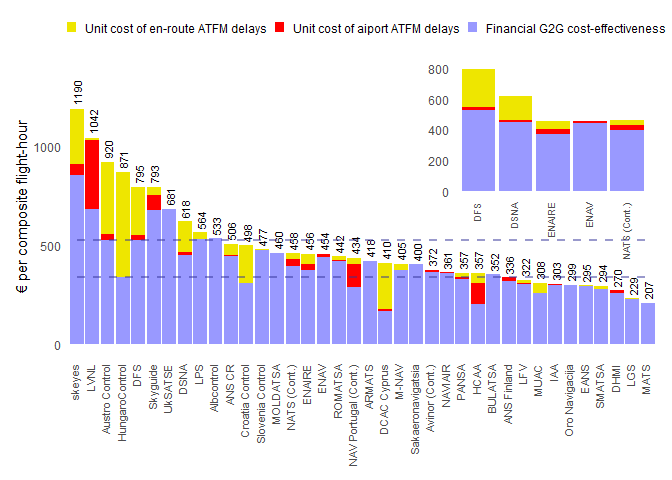 Unit cost of en-route ATFM delays
Unit cost of aiport ATFM delays
Financial G2G cost-effectiveness
€ per composite flight-hour
1000
500
0
1190
1042
920
871
795
793
681
618
564
533
506
498
477
460
458
456
454
442
434
418
410
405
400
372
361
357
357
352
336
322
308
303
299
295
294
270
229
207
skeyes
LVNL
Austro Control
HungaroControl
DFS
Skyguide
UkSATSE
DSNA
LPS
Albcontrol
ANS CR
Croatia Control
Slovenia Control
MOLDATSA
NATS (Cont.)
ENAIRE
ENAV
ROMATSA
NAV Portugal (Cont.)
ARMATS
DCAC Cyprus
M-NAV
Sakaeronavigatsia
Avinor (Cont.)
NAVIAIR
PANSA
HCAA
BULATSA
ANS Finland
LFV
MUAC
IAA
Oro Navigacija
EANS
SMATSA
DHMI
LGS
MATS
800
600
400
200
0
DFS
DSNA
ENAIRE
ENAV
NATS (Cont.)